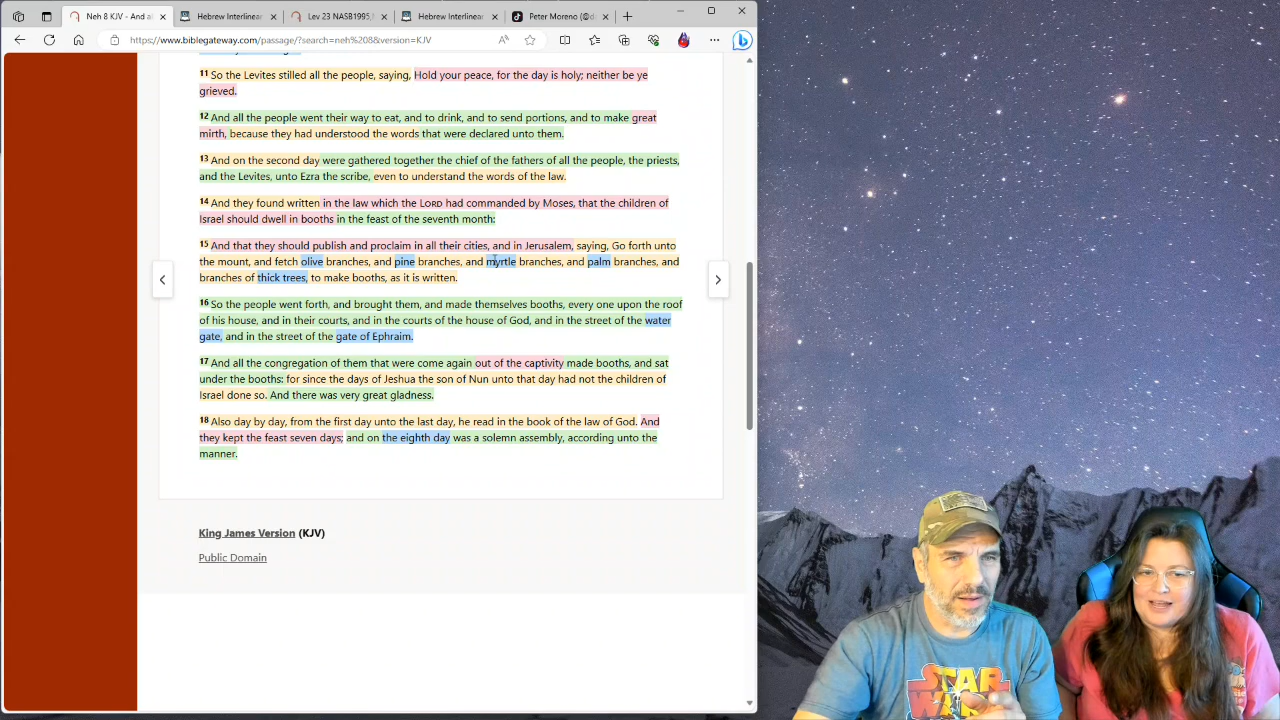 Neh 8 KJV - And al
Hebrew Interlinear
Lev 23 NASB1995,
Hebrew Interlinear
Peter Moreno (@d
https://www.biblegateway.com/passage/?search=neh%208&version=KJV
11 So the Levites stilled all the people, saying, Hold your peace, for the day is holy; neither be ye
grieved.
12 And all the people went their way to eat, and to drink, and to send portions, and to make great
mirth, because they had understood the words that were declared unto them.
13 And on the second day were gathered together the chief of the fathers of all the people, the priests,
and the Levites, unto Ezra the scribe, even to understand the words of the law.
14 And they found written in the law which the LORD had commanded by Moses, that the children of
Israel should dwell in booths in the feast of the seventh month:
15 And that they should publish and proclaim in all their cities, and in Jerusalem, saying, Go forth unto
the mount, and fetch olive branches, and pine branches, and myrtle branches, and palm branches, and
branches of thick trees, to make booths, as it is written.
16 So the people went forth, and brought them, and made themselves booths, every one upon the roof
of his house, and in their courts, and in the courts of the house of God, and in the street of the water
gate, and in the street of the gate of Ephraim.
17 And all the congregation of them that were come again out of the captivity made booths, and sat
under the booths: for since the days of Jeshua the son of Nun unto that day had not the children of
Israel done so. And there was very great gladness.
18 Also day by day, from the first day unto the last day, he read in the book of the law of God. And
they kept the feast seven days; and on the eighth day was a solemn assembly, according unto the
manner.
King James Version (KJV)
Public Domain
STAR
WARS